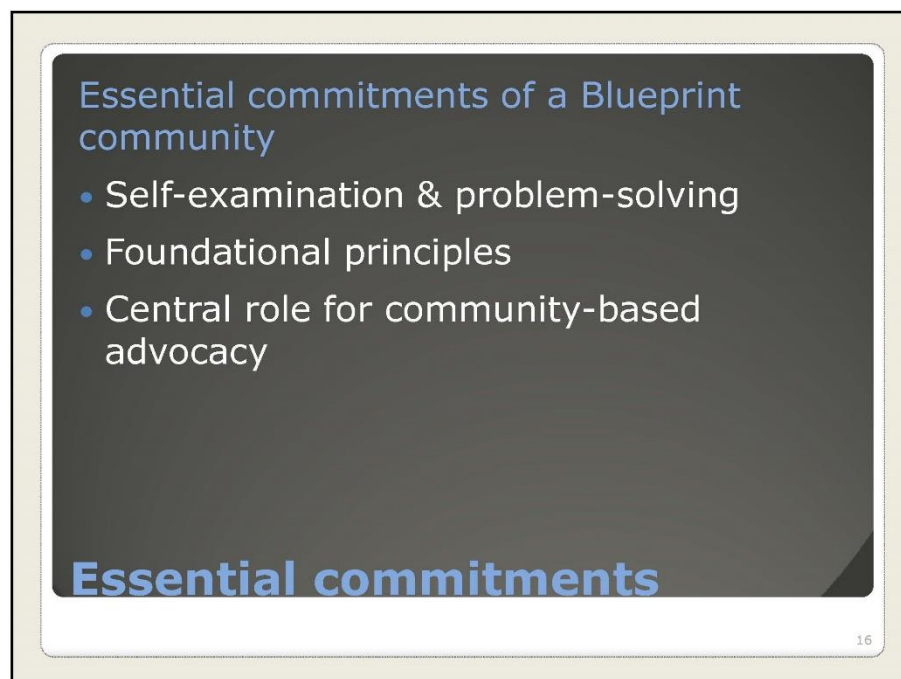 Essential commitments of a Blueprint
community
• Self-examination & problem-solving
• Foundational principles
• Central role for community-based
advocacy
Essential commitments
16